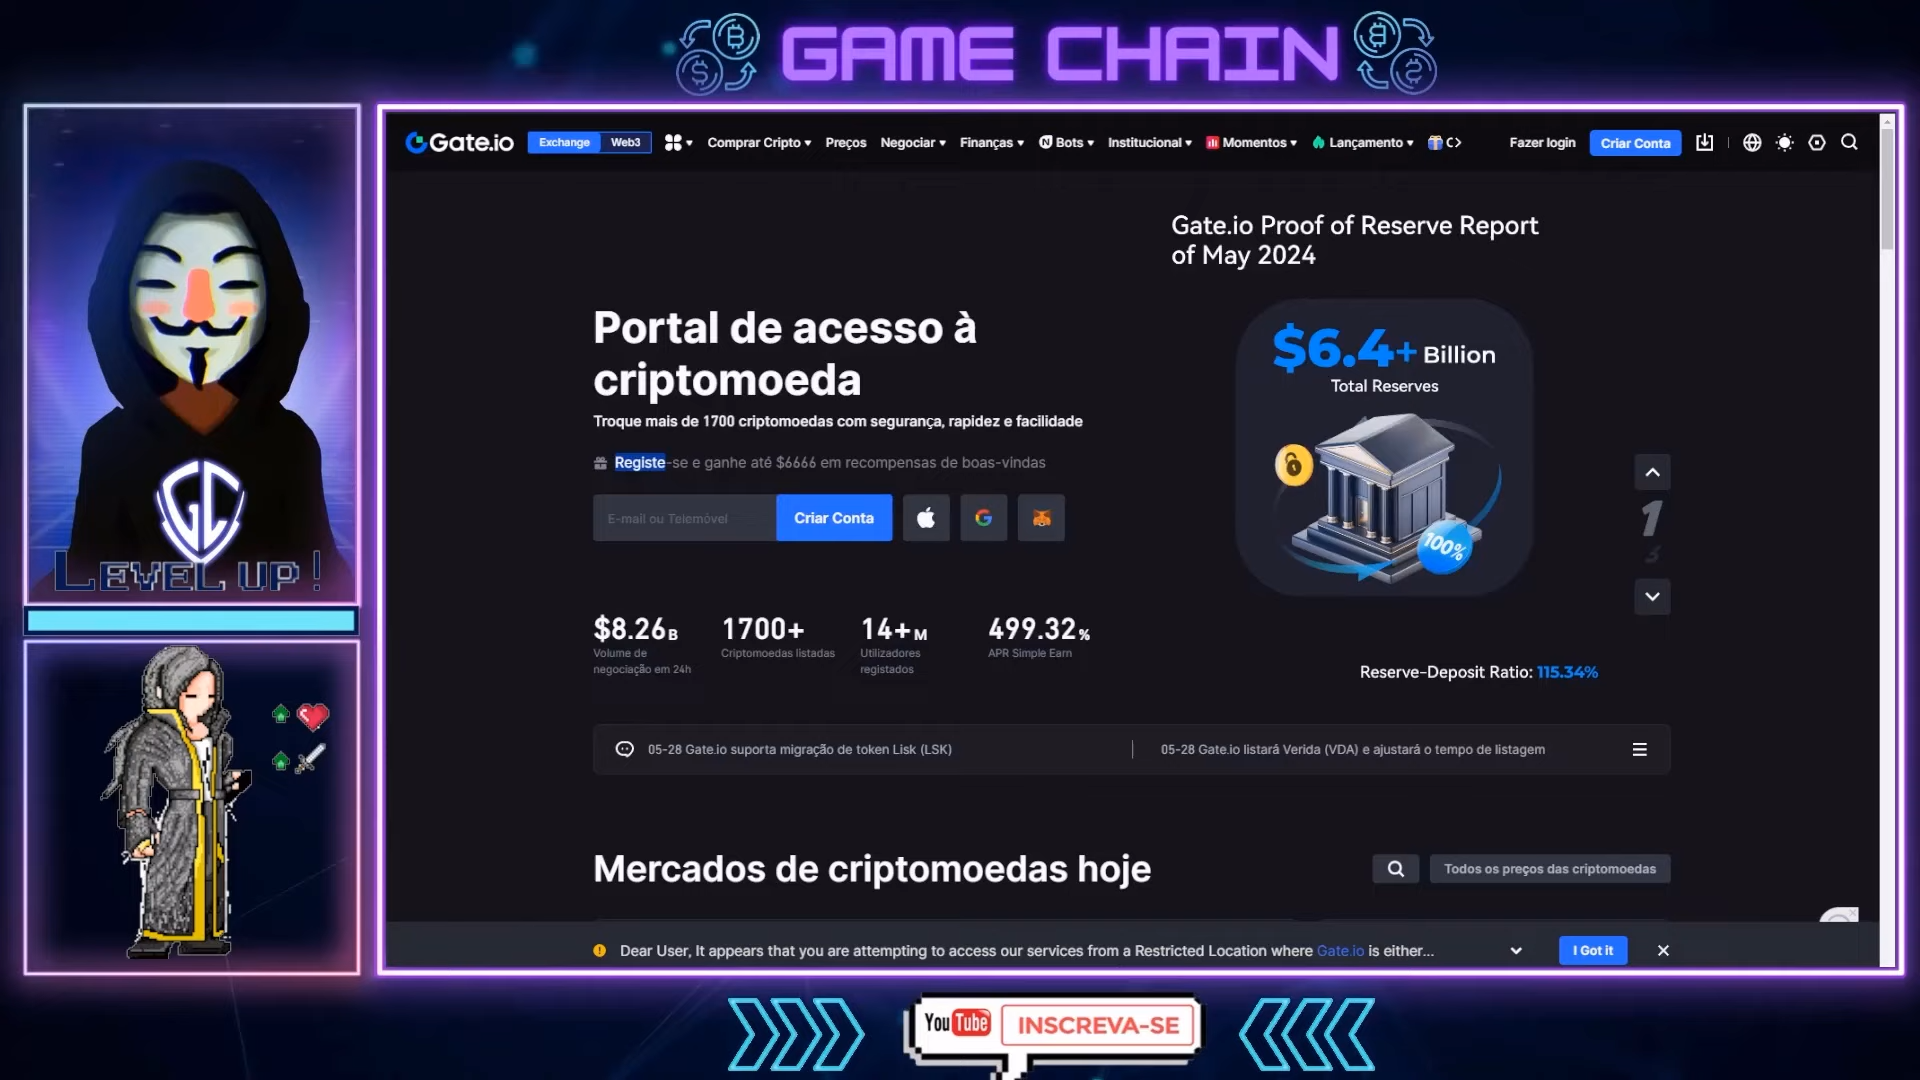 GAME CHAIN
GC
LEVEL UP!
Gate.io
Exchange
Web3
Comprar Cripto
Preços
Negociar
Finanças
Bots
Institucional
Momentos
Lançamento
Fazer login
Criar Conta
Gate.io Proof of Reserve Report
of May 2024
$6.4+ Billion
Total Reserves
100%
Portal de acesso à
criptomoeda
Troque mais de 1700 criptomoedas com segurança, rapidez e facilidade
Registe-se e ganhe até $6666 em recompensas de boas-vindas
E-mail ou Telemóvel
Criar Conta
1
3
$8.26B
Volume de
negociação em 24h
1700+
Criptomoedas listadas
14+M
Utilizadores
registados
499.32%
APR Simple Earn
Reserve-Deposit Ratio: 115.34%
05-28 Gate.io suporta migração de token Lisk (LSK)
05-28 Gate.io listará Verida (VDA) e ajustará o tempo de listagem
Mercados de criptomoedas hoje
Todos os preços das criptomoedas
Dear User, It appears that you are attempting to access our services from a Restricted Location where Gate.io is either...
I Got it
YouTube
INSCREVA-SE